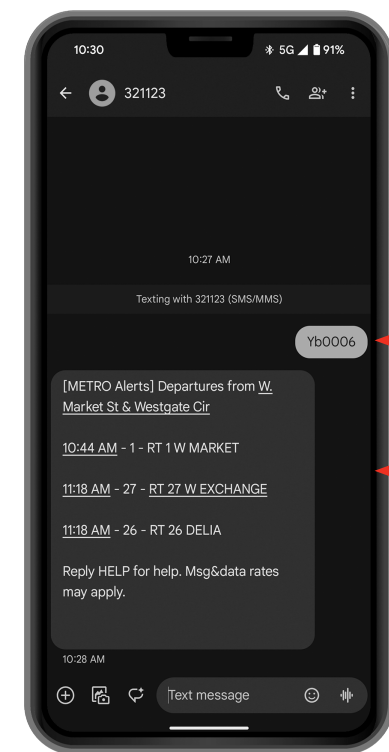 10:30
5G 91%
321123
10:27 AM
Texting with 321123 (SMS/MMS)
Yb0006
[METRO Alerts] Departures from W.
Market St & Westgate Cir
10:44 AM - 1 - RT 1 W MARKET
11:18 AM - 27 - RT 27 W EXCHANGE
11:18 AM - 26 - RT 26 DELIA
Reply HELP for help. Msg&data rates
may apply.
10:28 AM
Text message